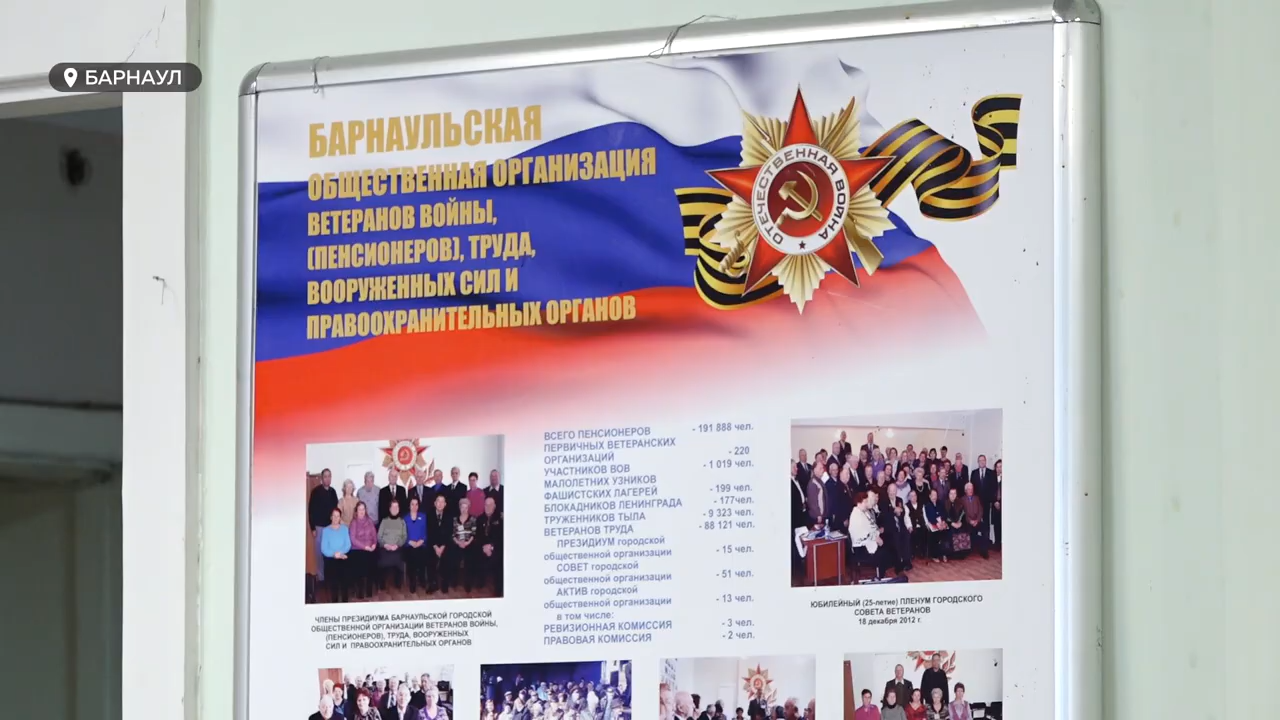 БАРНАУЛ
БАРНАУЛЬСКАЯ
ОБЩЕСТВЕННАЯ ОРГАНИЗАЦИЯ
ВЕТЕРАНОВ ВОЙНЫ,
(ПЕНСИОНЕРОВ), ТРУДА,
ВООРУЖЕННЫХ СИЛ И
ПРАВООХРАНИТЕЛЬНЫХ ОРГАНОВ
ОТЕЧЕСТВЕННАЯ ВОЙНА
ВСЕГО ПЕНСИОНЕРОВ - 191 888 чел.
ПЕРВИЧНЫХ ВЕТЕРАНСКИХ
ОРГАНИЗАЦИЙ - 220
УЧАСТНИКОВ ВОВ - 1 019 чел.
МАЛОЛЕТНИХ УЗНИКОВ
ФАШИСТСКИХ ЛАГЕРЕЙ - 199 чел.
БЛОКАДНИКОВ ЛЕНИНГРАДА - 177чел.
ТРУЖЕННИКОВ ТЫЛА - 9 323 чел.
ВЕТЕРАНОВ ТРУДА - 88 121 чел.
ПРЕЗИДИУМ городской
общественной организации - 15 чел.
СОВЕТ городской
общественной организации - 51 чел.
АКТИВ городской
общественной организации - 13 чел.
в том числе:
РЕВИЗИОННАЯ КОМИССИЯ - 3 чел.
ПРАВОВАЯ КОМИССИЯ - 2 чел.
ЧЛЕНЫ ПРЕЗИДИУМА БАРНАУЛЬСКОЙ ГОРОДСКОЙ
ОБЩЕСТВЕННОЙ ОРГАНИЗАЦИИ ВЕТЕРАНОВ ВОЙНЫ,
(ПЕНСИОНЕРОВ), ТРУДА, ВООРУЖЕННЫХ
СИЛ И ПРАВООХРАНИТЕЛЬНЫХ ОРГАНОВ
ЮБИЛЕЙНЫЙ (25-летие) ПЛЕНУМ ГОРОДСКОГО
СОВЕТА ВЕТЕРАНОВ
18 декабря 2012 г.